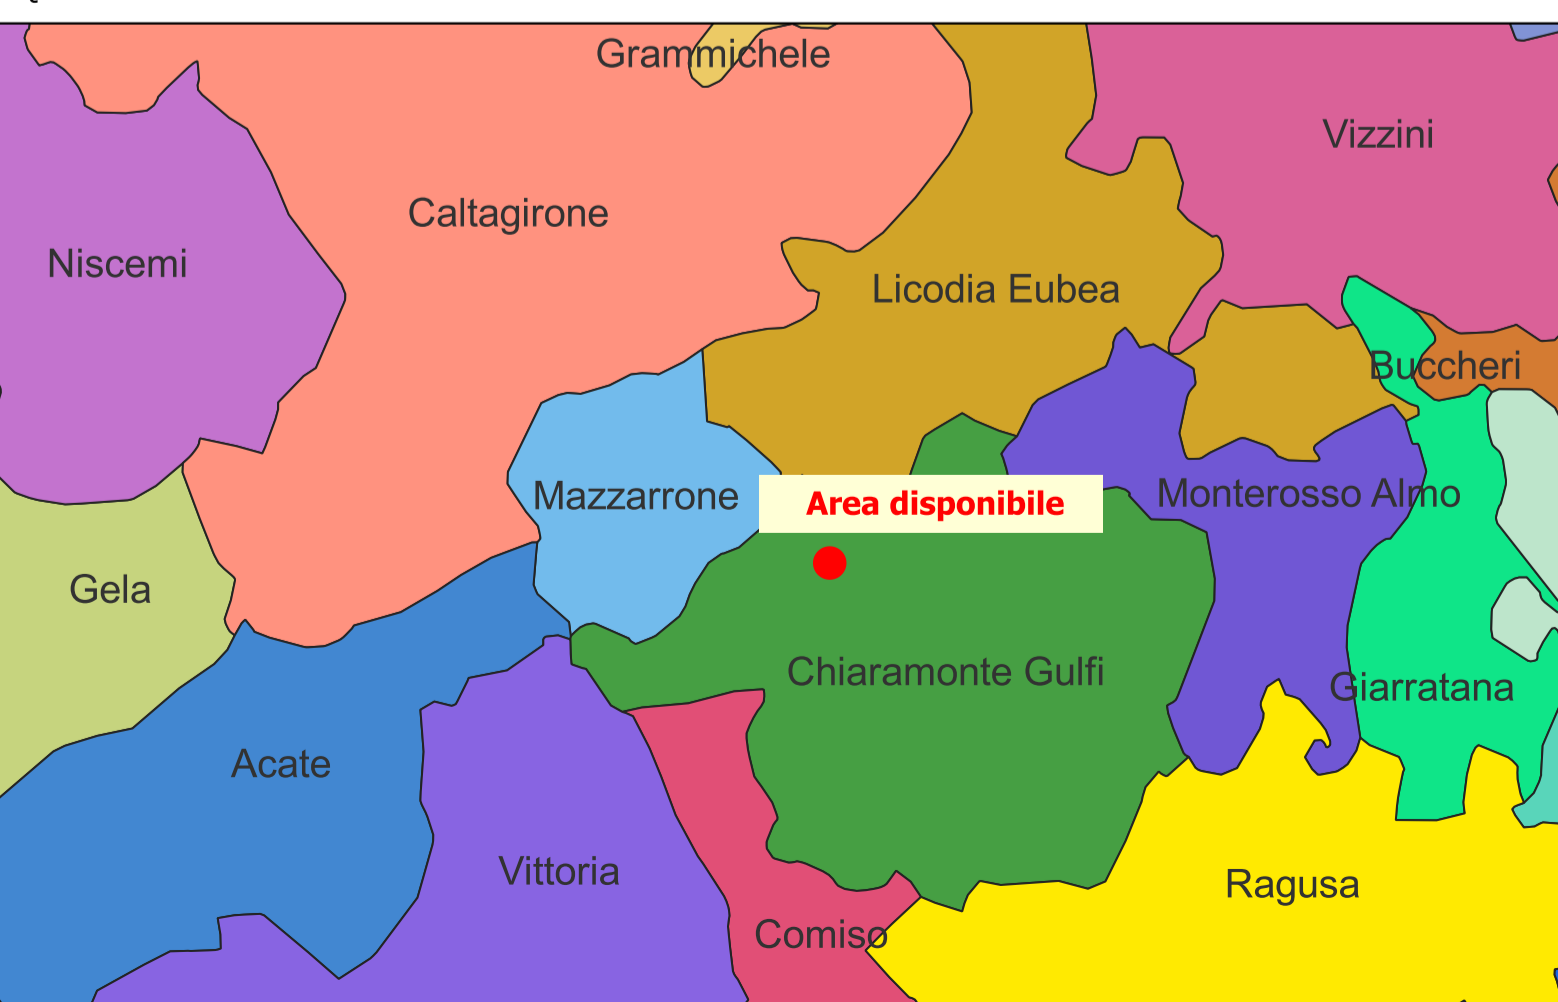 Grammichele
Vizzini
Caltagirone
Niscemi
Licodia Eubea
Buccheri
Mazzarrone
Area disponibile
Monterosso Almo
Gela
Chiaramonte Gulfi
Giarratana
Acate
Vittoria
Ragusa
Comiso